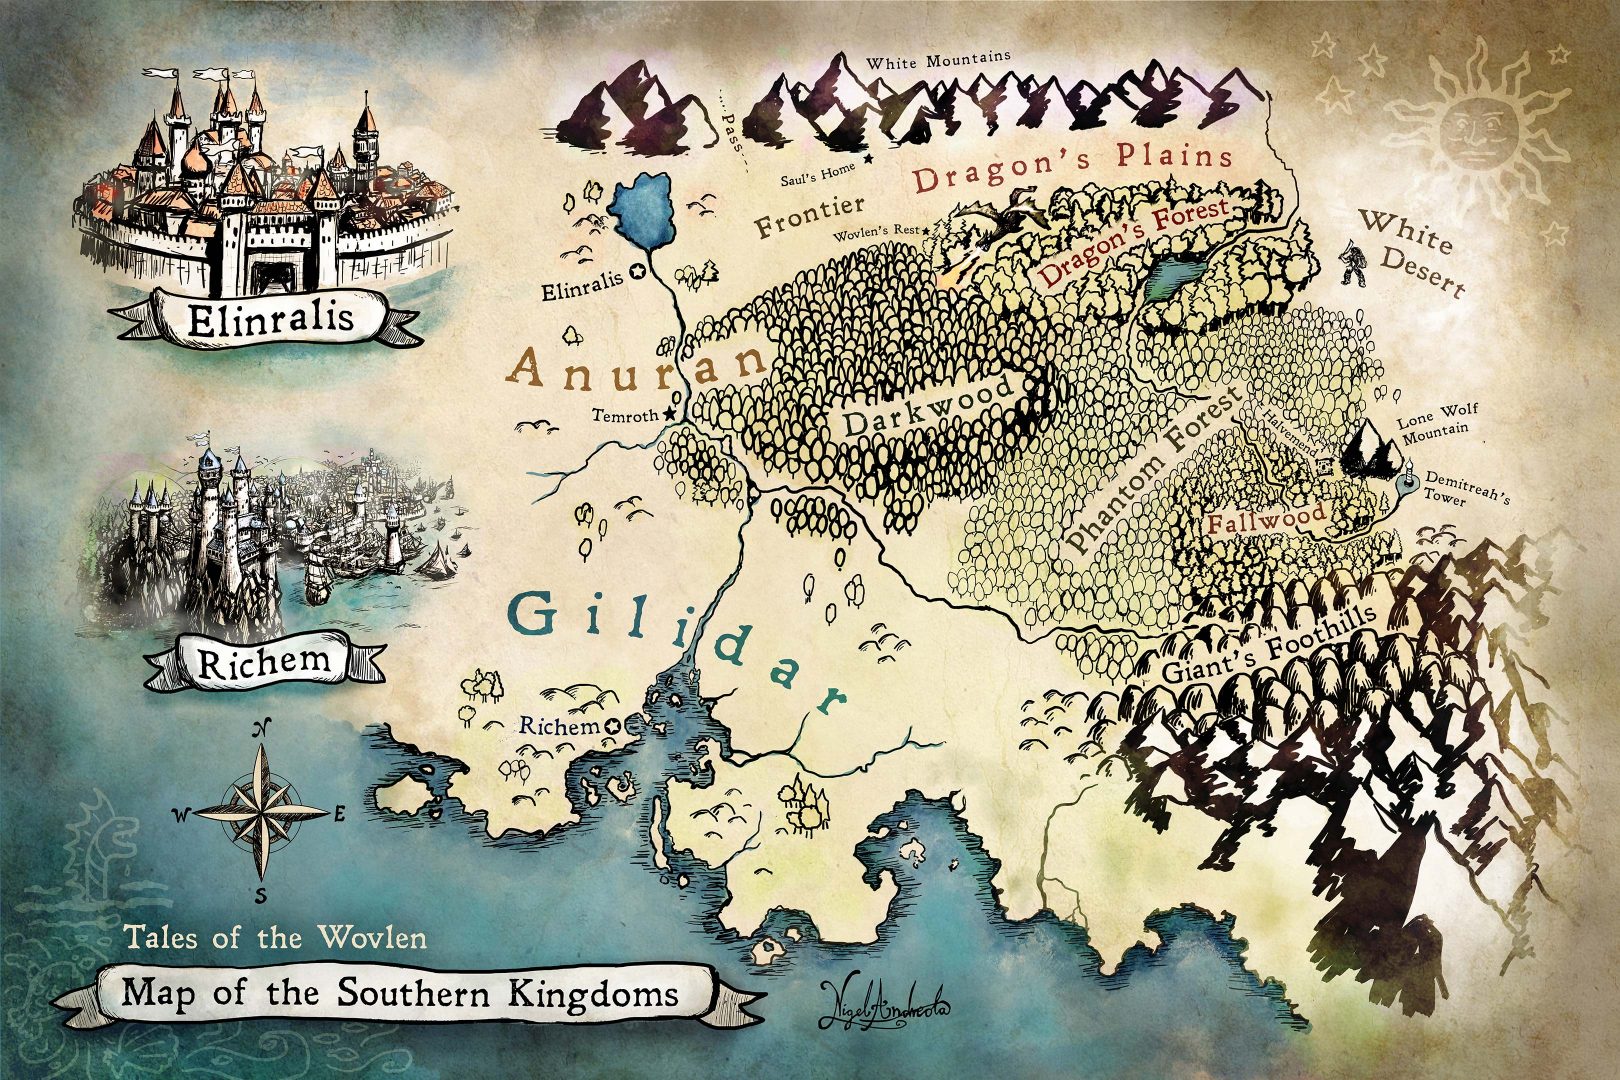 White Mountains
....Pass...
Saul's Home
Dragon's Plains
Frontier
Wovlen's Rest
Dragon's Forest
White
Desert
Elinralis
Elinralis
Anuran
Darkwood
Temroth
Phantom Forest
Halvemend
Lone Wolf
Mountain
Demitreah's
Tower
Fallwood
Gilidar
Giant's Foothills
Richem
Richem
N
W
E
S
Tales of the Wovlen
Map of the Southern Kingdoms
Nigel Andreola